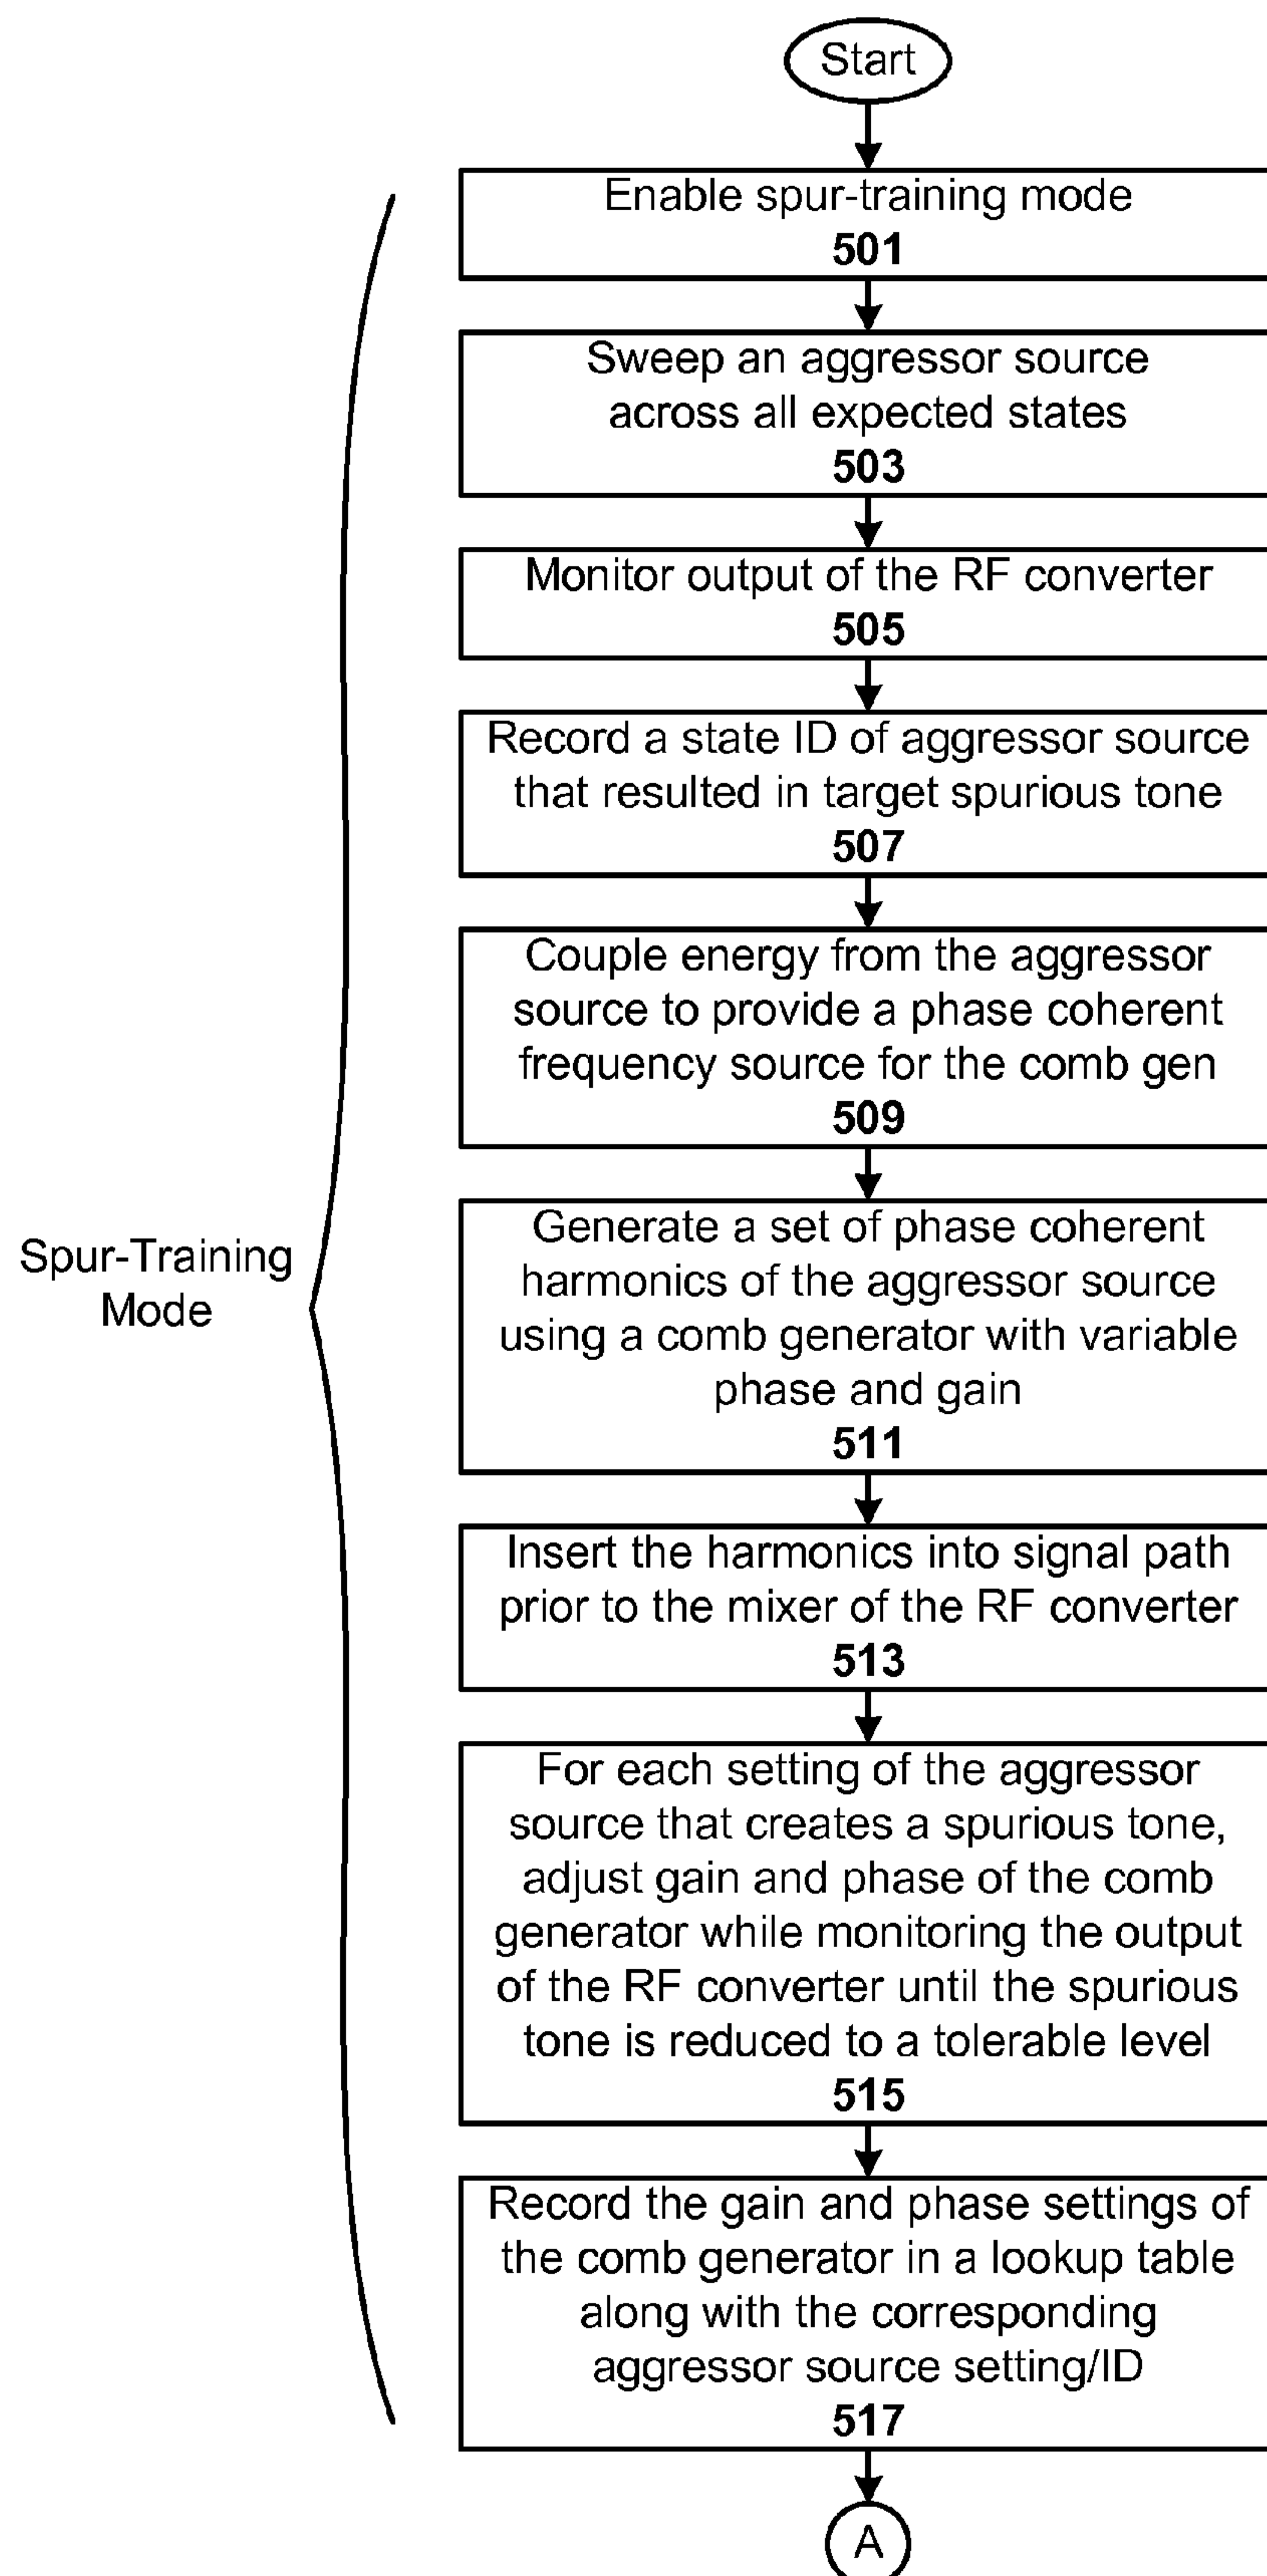 Start
Enable spur-training mode
501
Sweep an aggressor source
across all expected states
503
Monitor output of the RF converter
505
Record a state ID of aggressor source
that resulted in target spurious tone
507
Couple energy from the aggressor
source to provide a phase coherent
frequency source for the comb gen
509
Generate a set of phase coherent
harmonics of the aggressor source
using a comb generator with variable
phase and gain
511
Spur-Training
Mode
Insert the harmonics into signal path
prior to the mixer of the RF converter
513
For each setting of the aggressor
source that creates a spurious tone,
adjust gain and phase of the comb
generator while monitoring the output
of the RF converter until the spurious
tone is reduced to a tolerable level
515
Record the gain and phase settings of
the comb generator in a lookup table
along with the corresponding
aggressor source setting/ID
517
A